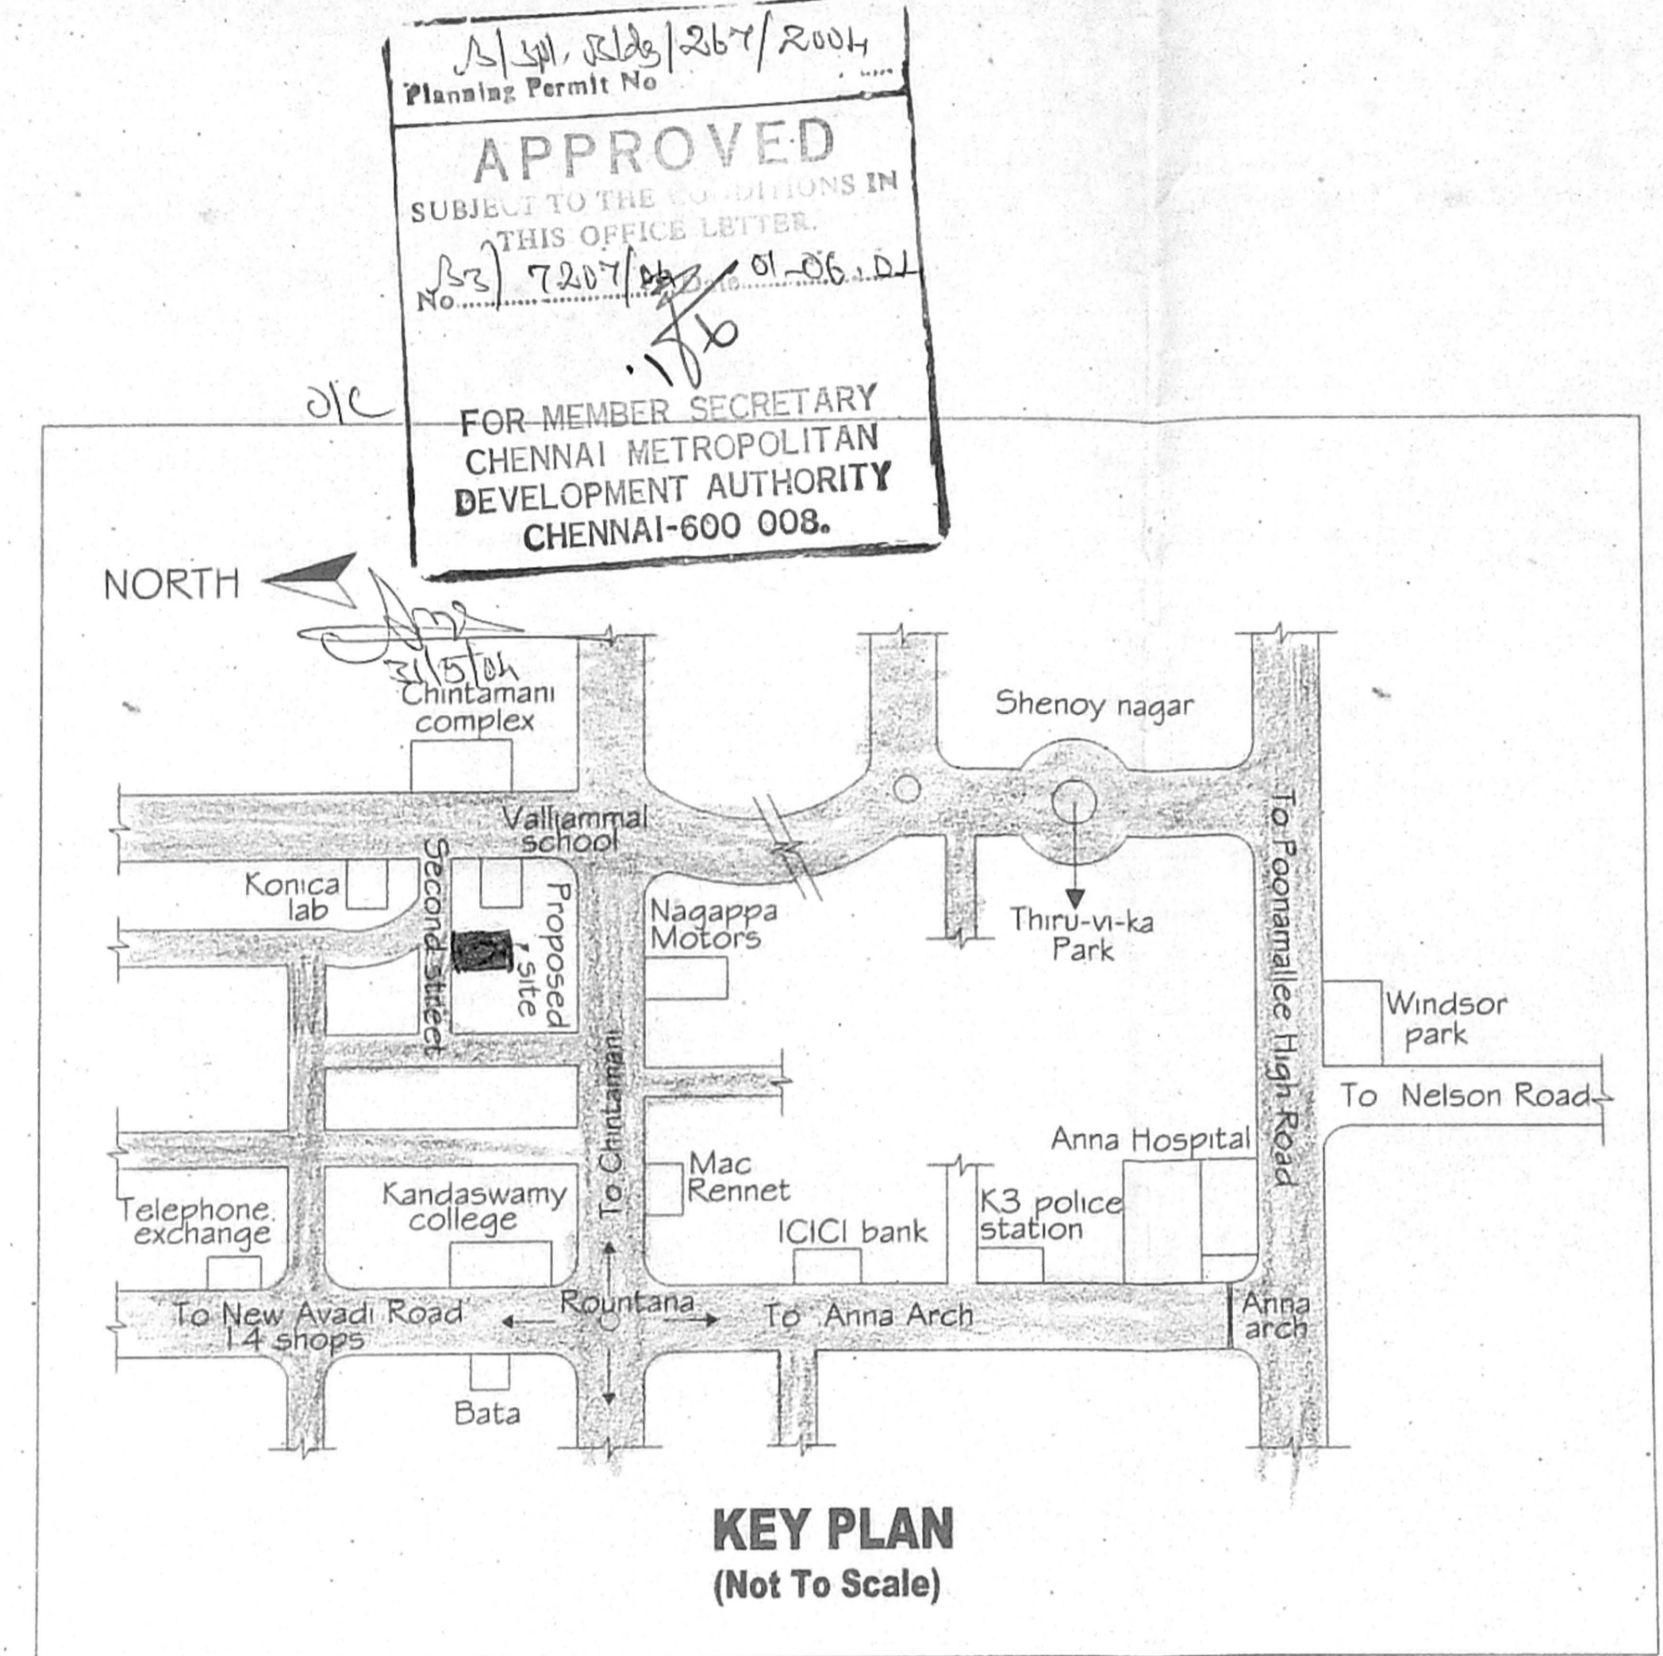 B/Spl. Bldg/267/2004
Planning Permit No
APPROVED
SUBJECT TO THE CONDITIONS IN
THIS OFFICE LETTER.
No B3/7207/04 Date 01-06.04
O/C
FOR MEMBER SECRETARY
CHENNAI METROPOLITAN
DEVELOPMENT AUTHORITY
CHENNAI-600 008.
NORTH
31/5/04
Chintamani
complex
Shenoy nagar
Valliammal
school
Second street
Konica
lab
Proposed
site
Nagappa
Motors
Thiru-vi-ka
Park
To Poonamallee High Road
Windsor
park
To Nelson Road
To Chintamani
Anna Hospital
Mac
Rennet
Telephone
exchange
Kandaswamy
college
ICICI bank
K3 police
station
To New Avadi Road
14 shops
Rountana
To Anna Arch
Anna
arch
Bata
KEY PLAN
(Not To Scale)